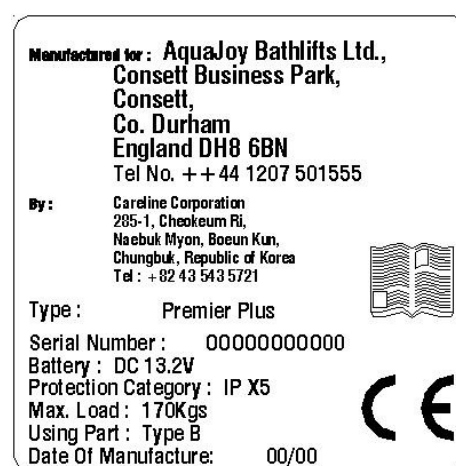 Manufactured for : AquaJoy Bathlifts Ltd.,
Consett Business Park,
Consett,
Co. Durham
England DH8 6BN
Tel No. ++44 1207 501555
By : Careline Corporation
285-1, Cheokeum Ri,
Naebuk Myon, Boeun Kun,
Chungbuk, Republic of Korea
Tel : +82 43 543 5721
Type : Premier Plus
Serial Number : 00000000000
Battery : DC 13.2V
Protection Category : IP X5
Max. Load : 170Kgs
Using Part : Type B
Date Of Manufacture: 00/00
CE